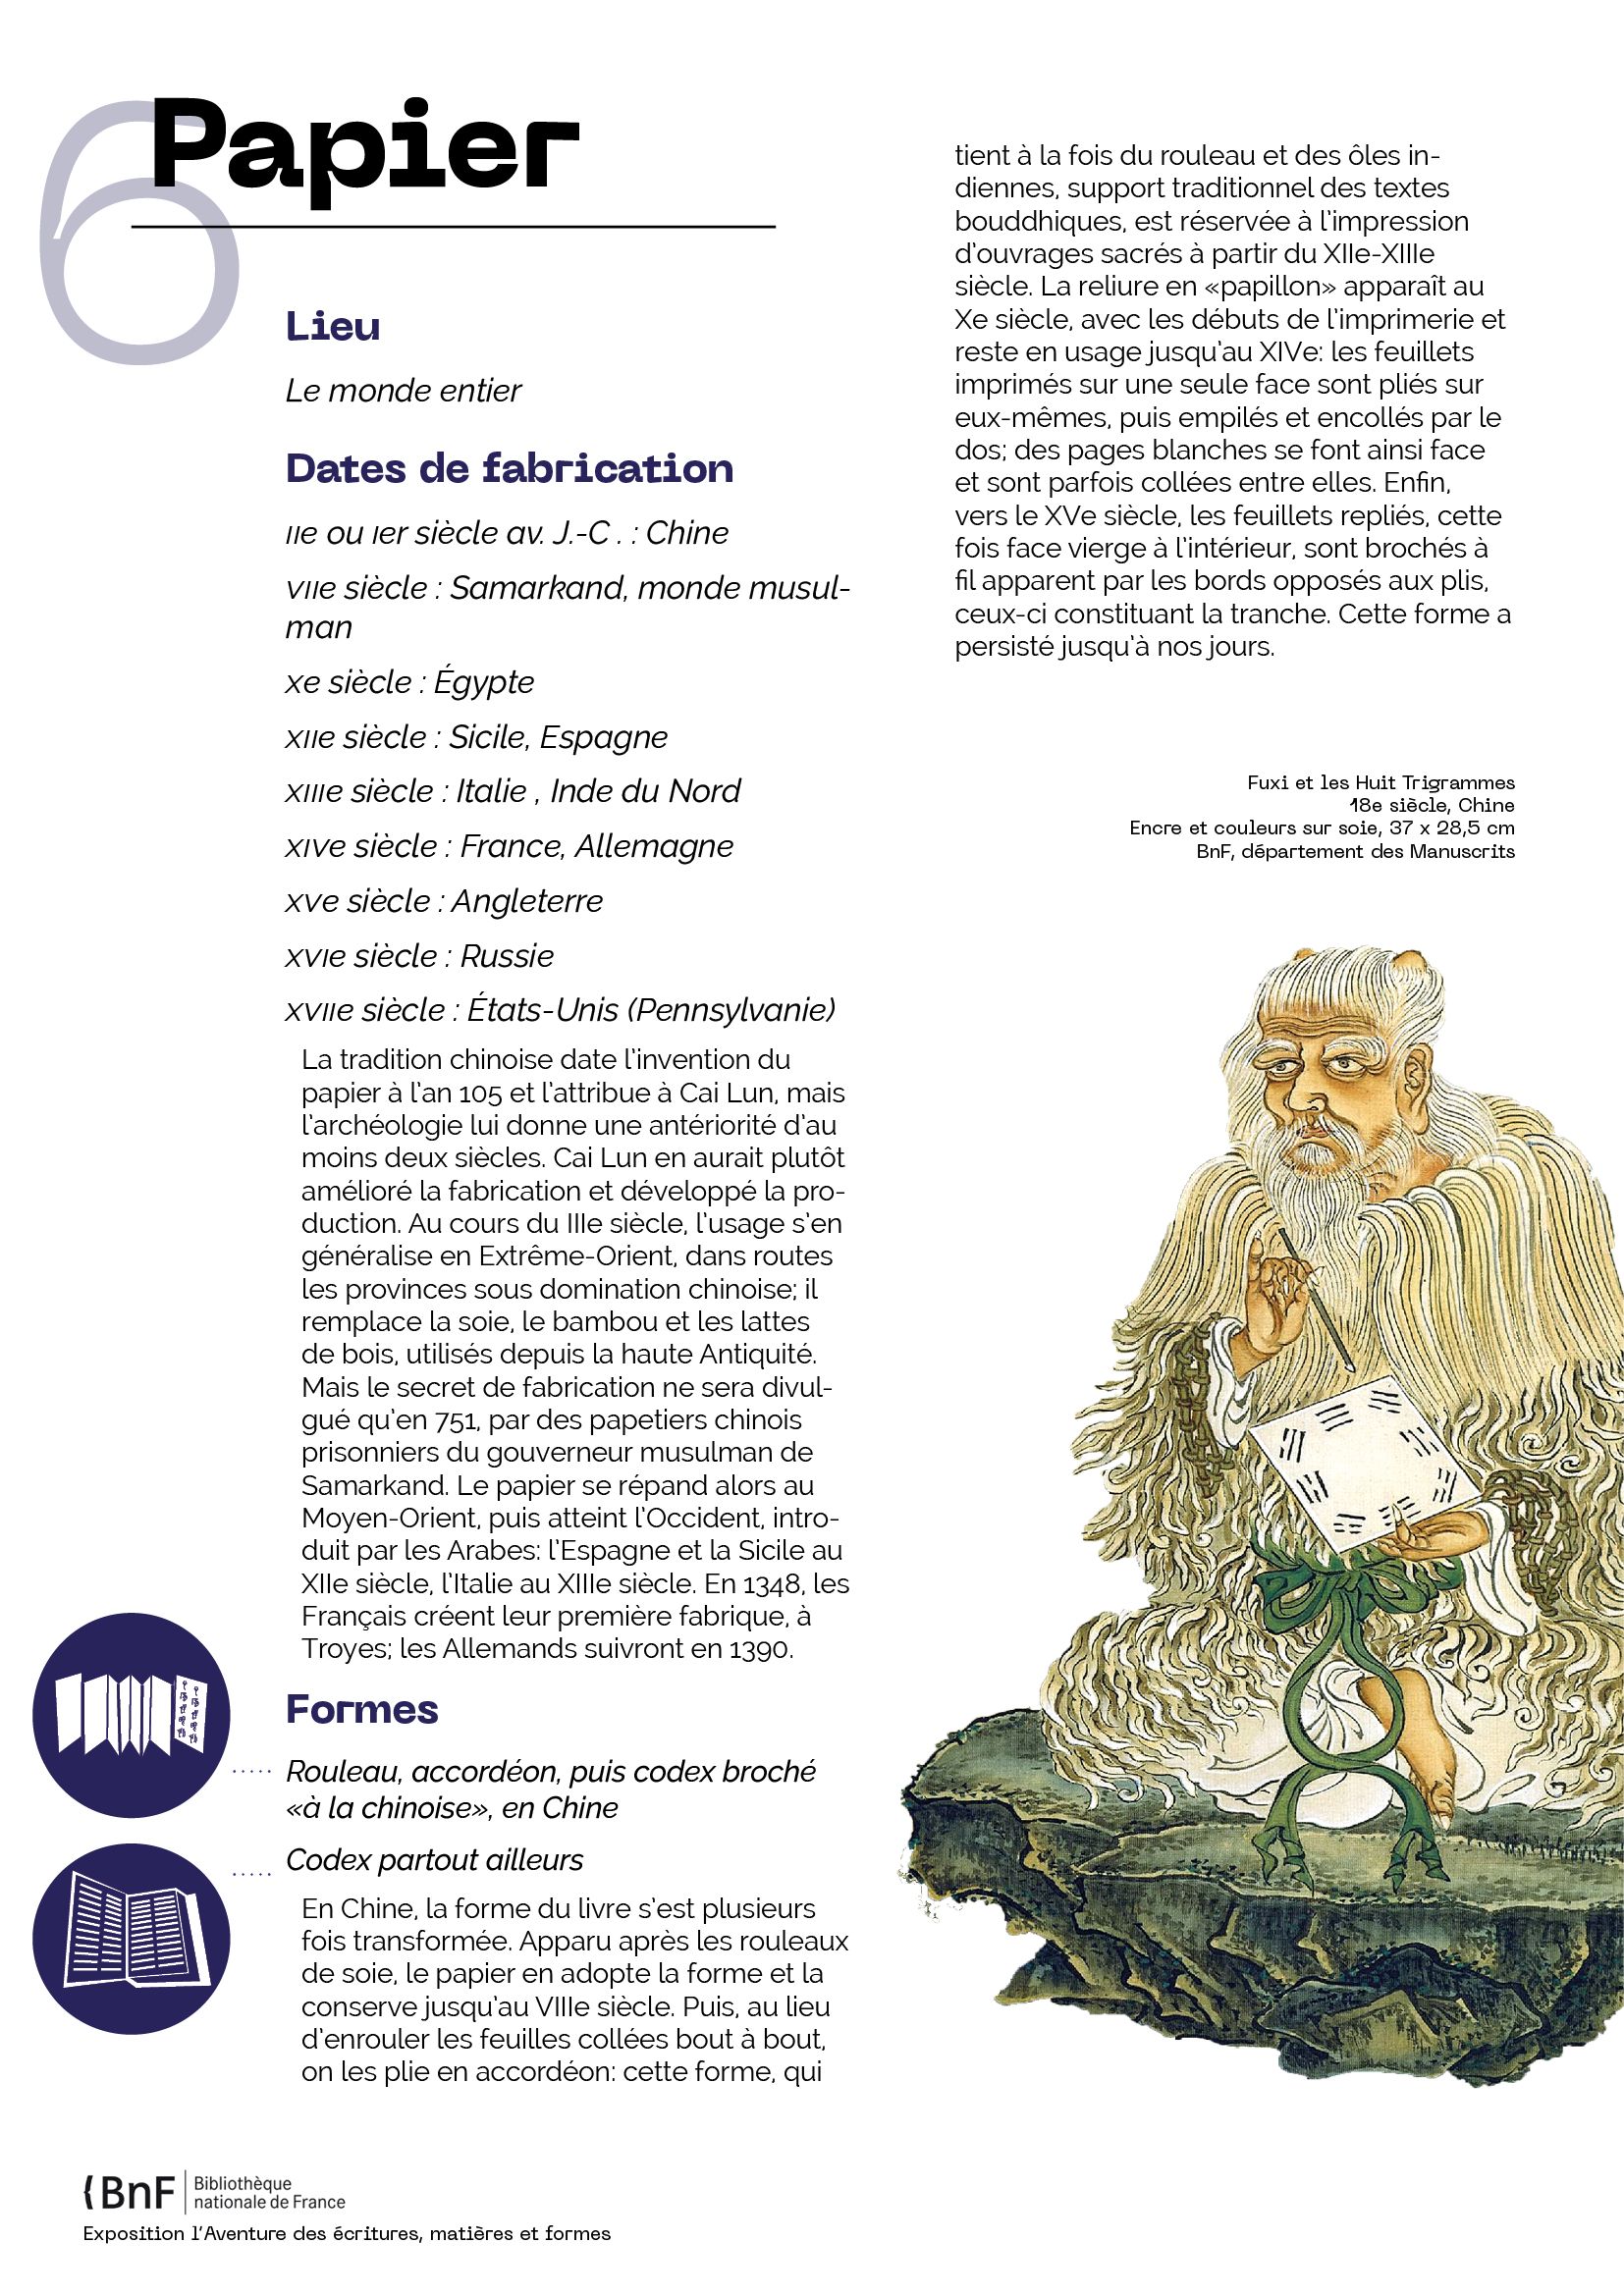 6
Papier
Lieu
Le monde entier
Dates de fabrication
IIe ou Ier siècle av. J.-C . : Chine
VIIe siècle : Samarkand, monde musul-
man
Xe siècle : Égypte
XIIe siècle : Sicile, Espagne
XIIIe siècle : Italie , Inde du Nord
XIVe siècle : France, Allemagne
XVe siècle : Angleterre
XVIe siècle : Russie
XVIIe siècle : États-Unis (Pennsylvanie)
La tradition chinoise date l'invention du
papier à l'an 105 et l'attribue à Cai Lun, mais
l'archéologie lui donne une antériorité d'au
moins deux siècles. Cai Lun en aurait plutôt
amélioré la fabrication et développé la pro-
duction. Au cours du IIIe siècle, l'usage s'en
généralise en Extrême-Orient, dans routes
les provinces sous domination chinoise; il
remplace la soie, le bambou et les lattes
de bois, utilisés depuis la haute Antiquité.
Mais le secret de fabrication ne sera divul-
gué qu'en 751, par des papetiers chinois
prisonniers du gouverneur musulman de
Samarkand. Le papier se répand alors au
Moyen-Orient, puis atteint l'Occident, intro-
duit par les Arabes: l'Espagne et la Sicile au
XIIe siècle, l'Italie au XIIIe siècle. En 1348, les
Français créent leur première fabrique, à
Troyes; les Allemands suivront en 1390.
Formes
Rouleau, accordéon, puis codex broché
«à la chinoise», en Chine
Codex partout ailleurs
En Chine, la forme du livre s'est plusieurs
fois transformée. Apparu après les rouleaux
de soie, le papier en adopte la forme et la
conserve jusqu'au VIIIe siècle. Puis, au lieu
d'enrouler les feuilles collées bout à bout,
on les plie en accordéon: cette forme, qui
tient à la fois du rouleau et des ôles in-
diennes, support traditionnel des textes
bouddhiques, est réservée à l'impression
d'ouvrages sacrés à partir du XIIe-XIIIe
siècle. La reliure en «papillon» apparaît au
Xe siècle, avec les débuts de l'imprimerie et
reste en usage jusqu'au XIVe: les feuillets
imprimés sur une seule face sont pliés sur
eux-mêmes, puis empilés et encollés par le
dos; des pages blanches se font ainsi face
et sont parfois collées entre elles. Enfin,
vers le XVe siècle, les feuillets repliés, cette
fois face vierge à l'intérieur, sont brochés à
fil apparent par les bords opposés aux plis,
ceux-ci constituant la tranche. Cette forme a
persisté jusqu'à nos jours.
Fuxi et les Huit Trigrammes
18e siècle, Chine
Encre et couleurs sur soie, 37 x 28,5 cm
BnF, département des Manuscrits
{BnF
Bibliothèque
nationale de France
Exposition l'Aventure des écritures, matières et formes